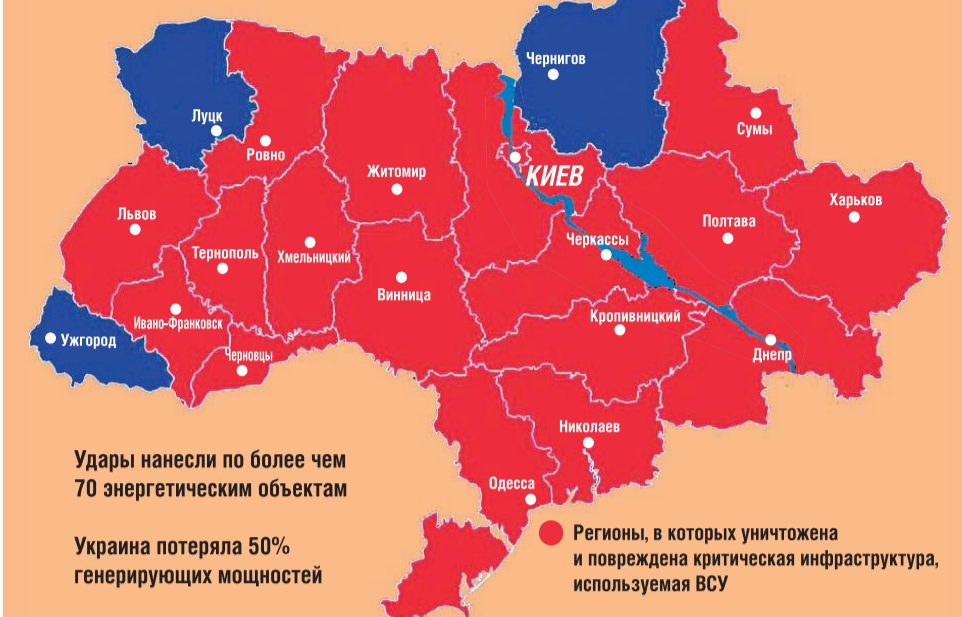 Чернигов
Луцк
Сумы
Ровно
Житомир
КИЕВ
Харьков
Львов
Полтава
Тернополь
Хмельницкий
Черкассы
Винница
Ивано-Франковск
Кропивницкий
Ужгород
Черновцы
Днепр
Николаев
Удары нанесли по более чем
70 энергетическим объектам
Одесса
Украина потеряла 50%
генерирующих мощностей
Регионы, в которых уничтожена
и повреждена критическая инфраструктура,
используемая ВСУ